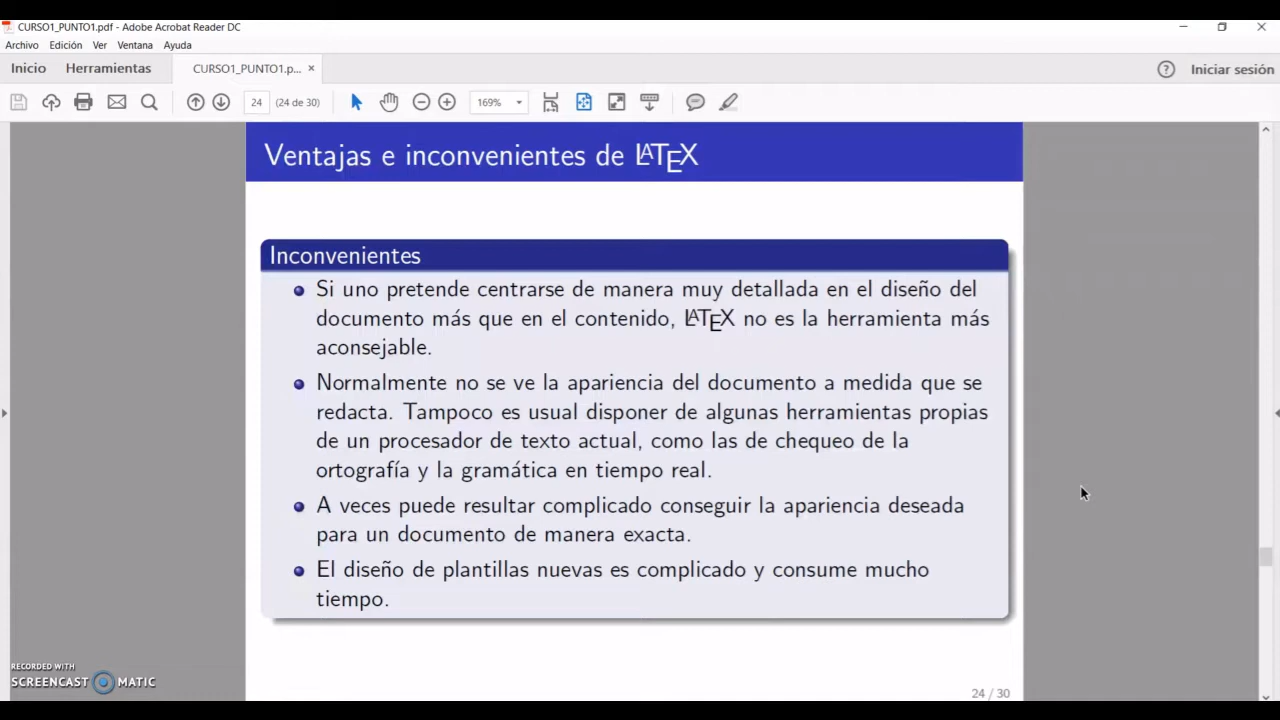 CURSO1_PUNTO1.pdf - Adobe Acrobat Reader DC
Archivo Edición Ver Ventana Ayuda
Inicio Herramientas CURSO1_PUNTO1.p... × ? Iniciar sesión
24 (24 de 30) 169%
Ventajas e inconvenientes de LATEX
Inconvenientes
Si uno pretende centrarse de manera muy detallada en el diseño del
documento más que en el contenido, LATEX no es la herramienta más
aconsejable.
Normalmente no se ve la apariencia del documento a medida que se
redacta. Tampoco es usual disponer de algunas herramientas propias
de un procesador de texto actual, como las de chequeo de la
ortografía y la gramática en tiempo real.
A veces puede resultar complicado conseguir la apariencia deseada
para un documento de manera exacta.
El diseño de plantillas nuevas es complicado y consume mucho
tiempo.
RECORDED WITH
SCREENCAST MATIC
24 / 30